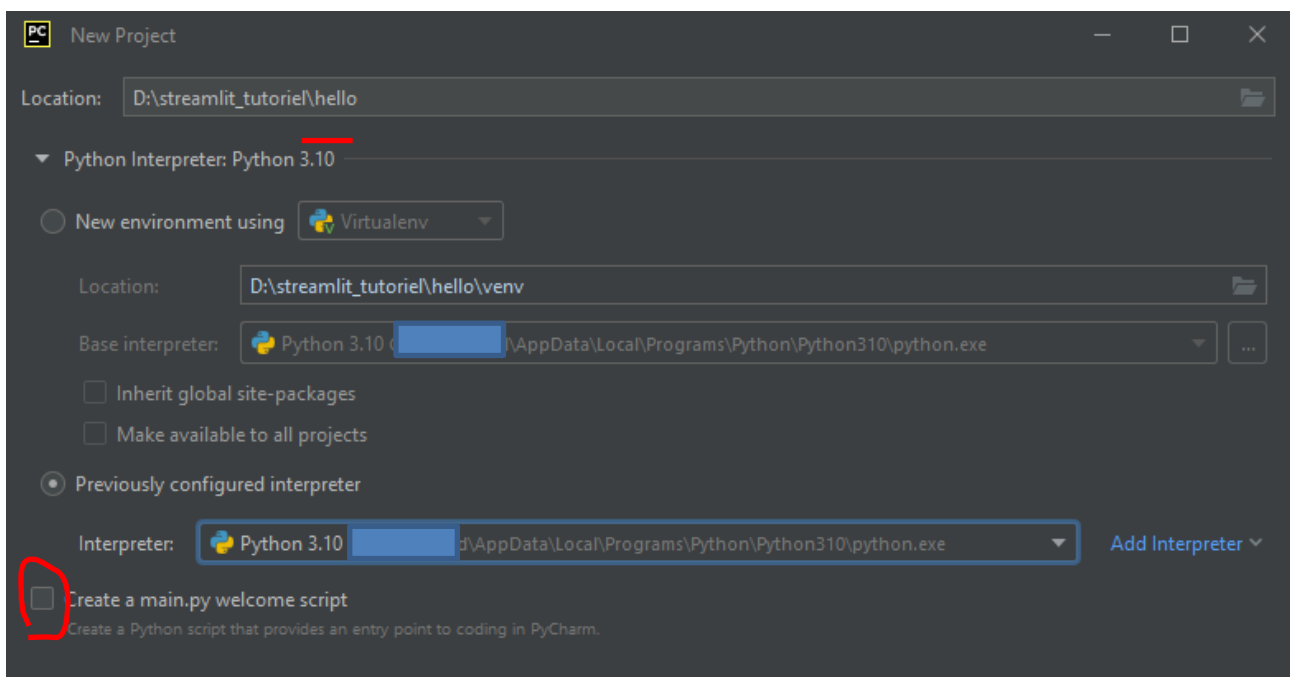 PC New Project
Location: D:\streamlit_tutoriel\hello
Python Interpreter: Python 3.10
New environment using Virtualenv
Location: D:\streamlit_tutoriel\hello\venv
Base interpreter: Python 3.10 \AppData\Local\Programs\Python\Python310\python.exe ...
Inherit global site-packages
Make available to all projects
Previously configured interpreter
Interpreter: Python 3.10 d\AppData\Local\Programs\Python\Python310\python.exe Add Interpreter
Create a main.py welcome script
Create a Python script that provides an entry point to coding in PyCharm.